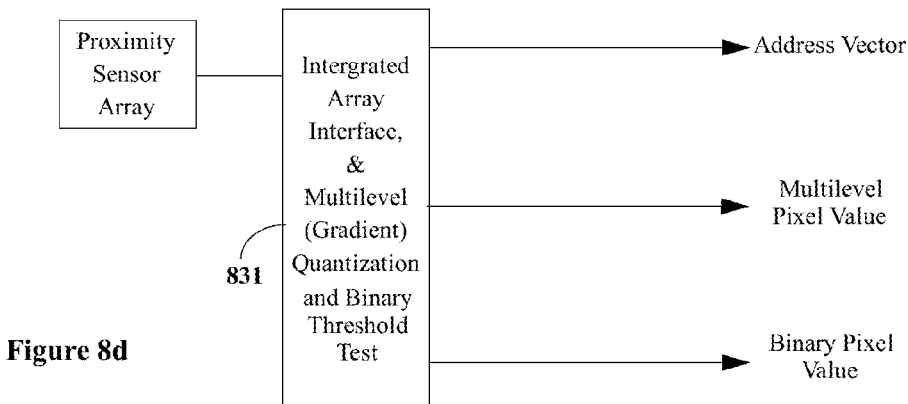 Proximity
Sensor
Array
Intergrated
Array
Interface,
&
Multilevel
(Gradient)
Quantization
and Binary
Threshold
Test
831
Address Vector
Multilevel
Pixel Value
Binary Pixel
Value
Figure 8d